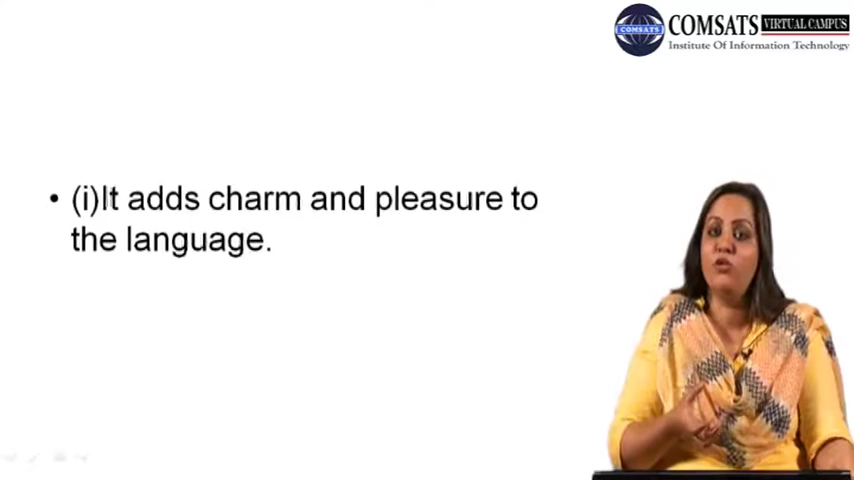 COMSATS VIRTUAL CAMPUS
COMSATS
Institute Of Information Technology
• (i)It adds charm and pleasure to
the language.